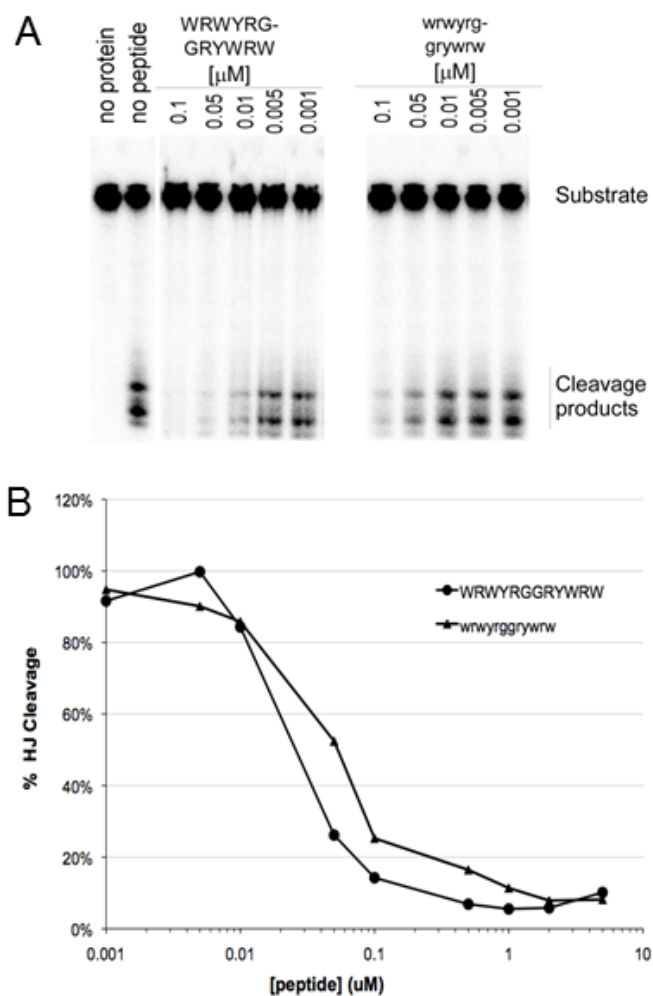 A
no protein
no peptide
WRWYRG-
GRYWRW
[µM]
0.1
0.05
0.01
0.005
0.001
wrwyrg-
grywrw
[µM]
0.1
0.05
0.01
0.005
0.001
Substrate
Cleavage
products
B
120%
100%
80%
60%
40%
20%
0%
% HJ Cleavage
WRWYRGGRYWRW
wrwyrggrywrw
0.001
0.01
0.1
1
10
[peptide] (uM)